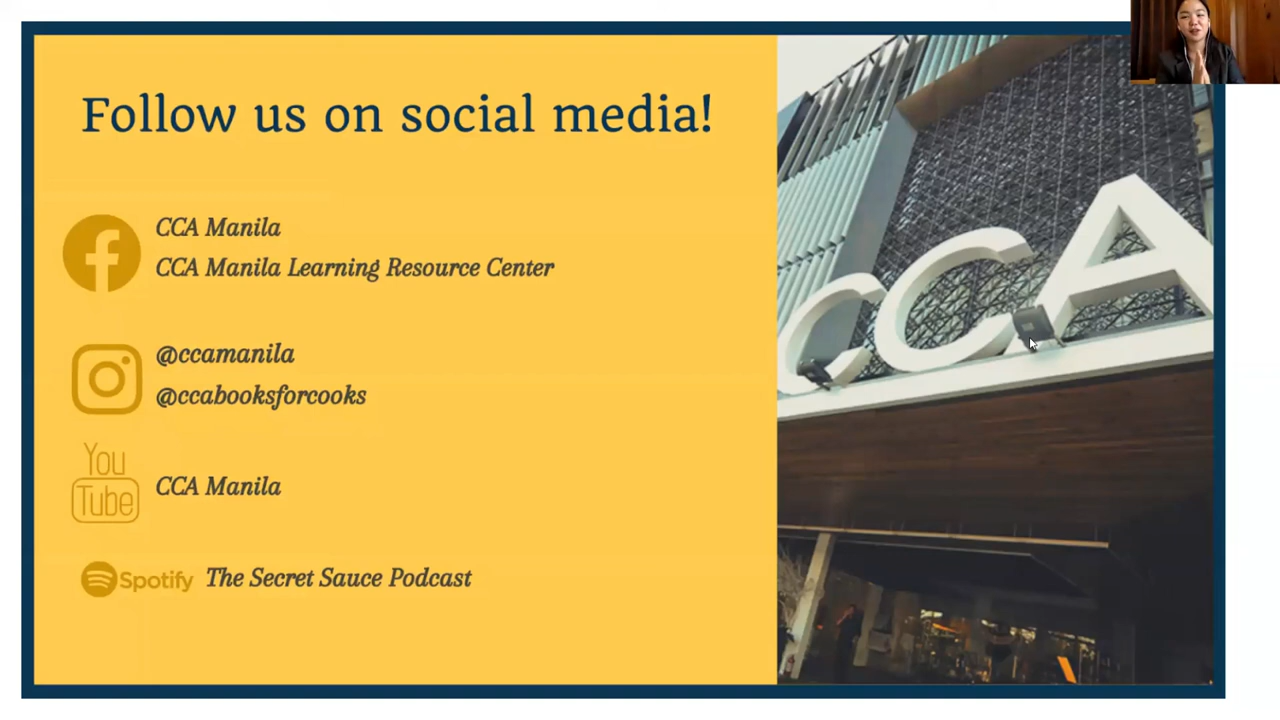 Follow us on social media!
CCA Manila
CCA Manila Learning Resource Center
@ccamanila
@ccabooksforcooks
You
Tube
CCA Manila
Spotify The Secret Sauce Podcast
CCA